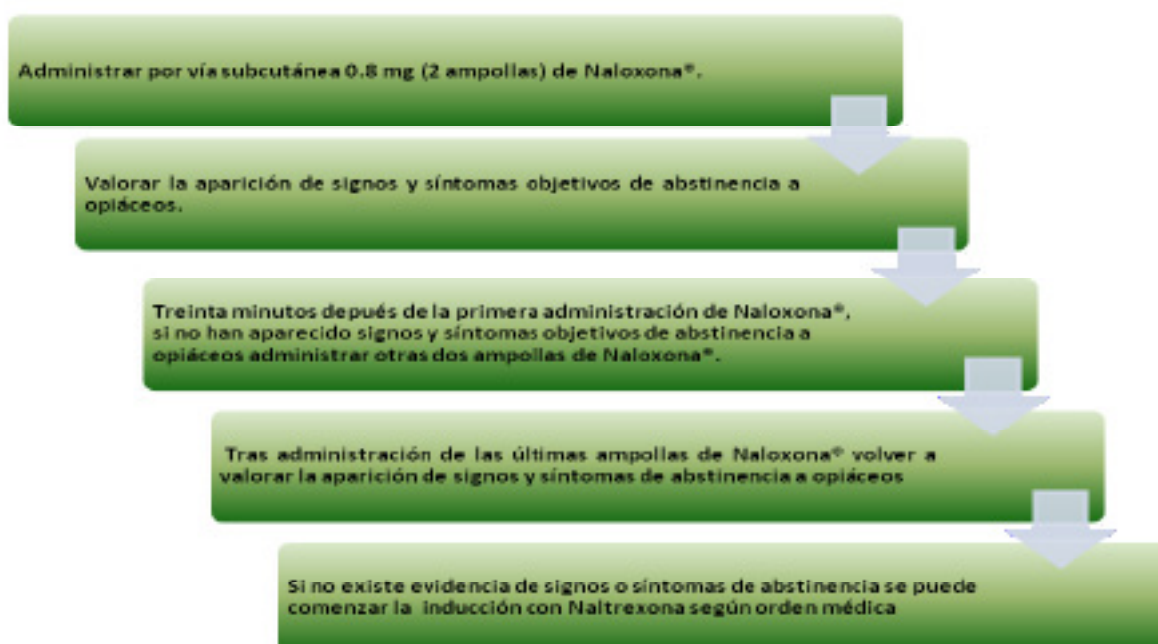 Administrar por vía subcutánea 0.8 mg (2 ampollas) de Naloxona®.
Valorar la aparición de signos y síntomas objetivos de abstinencia a
opiáceos.
Treinta minutos depués de la primera administración de Naloxona®,
si no han aparecido signos y síntomas objetivos de abstinencia a
opiáceos administrar otras dos ampollas de Naloxona®.
Tras administración de las últimas ampollas de Naloxona® volver a
valorar la aparición de signos y síntomas de abstinencia a opiáceos
Si no existe evidencia de signos o síntomas de abstinencia se puede
comenzar la inducción con Naltrexona según orden médica